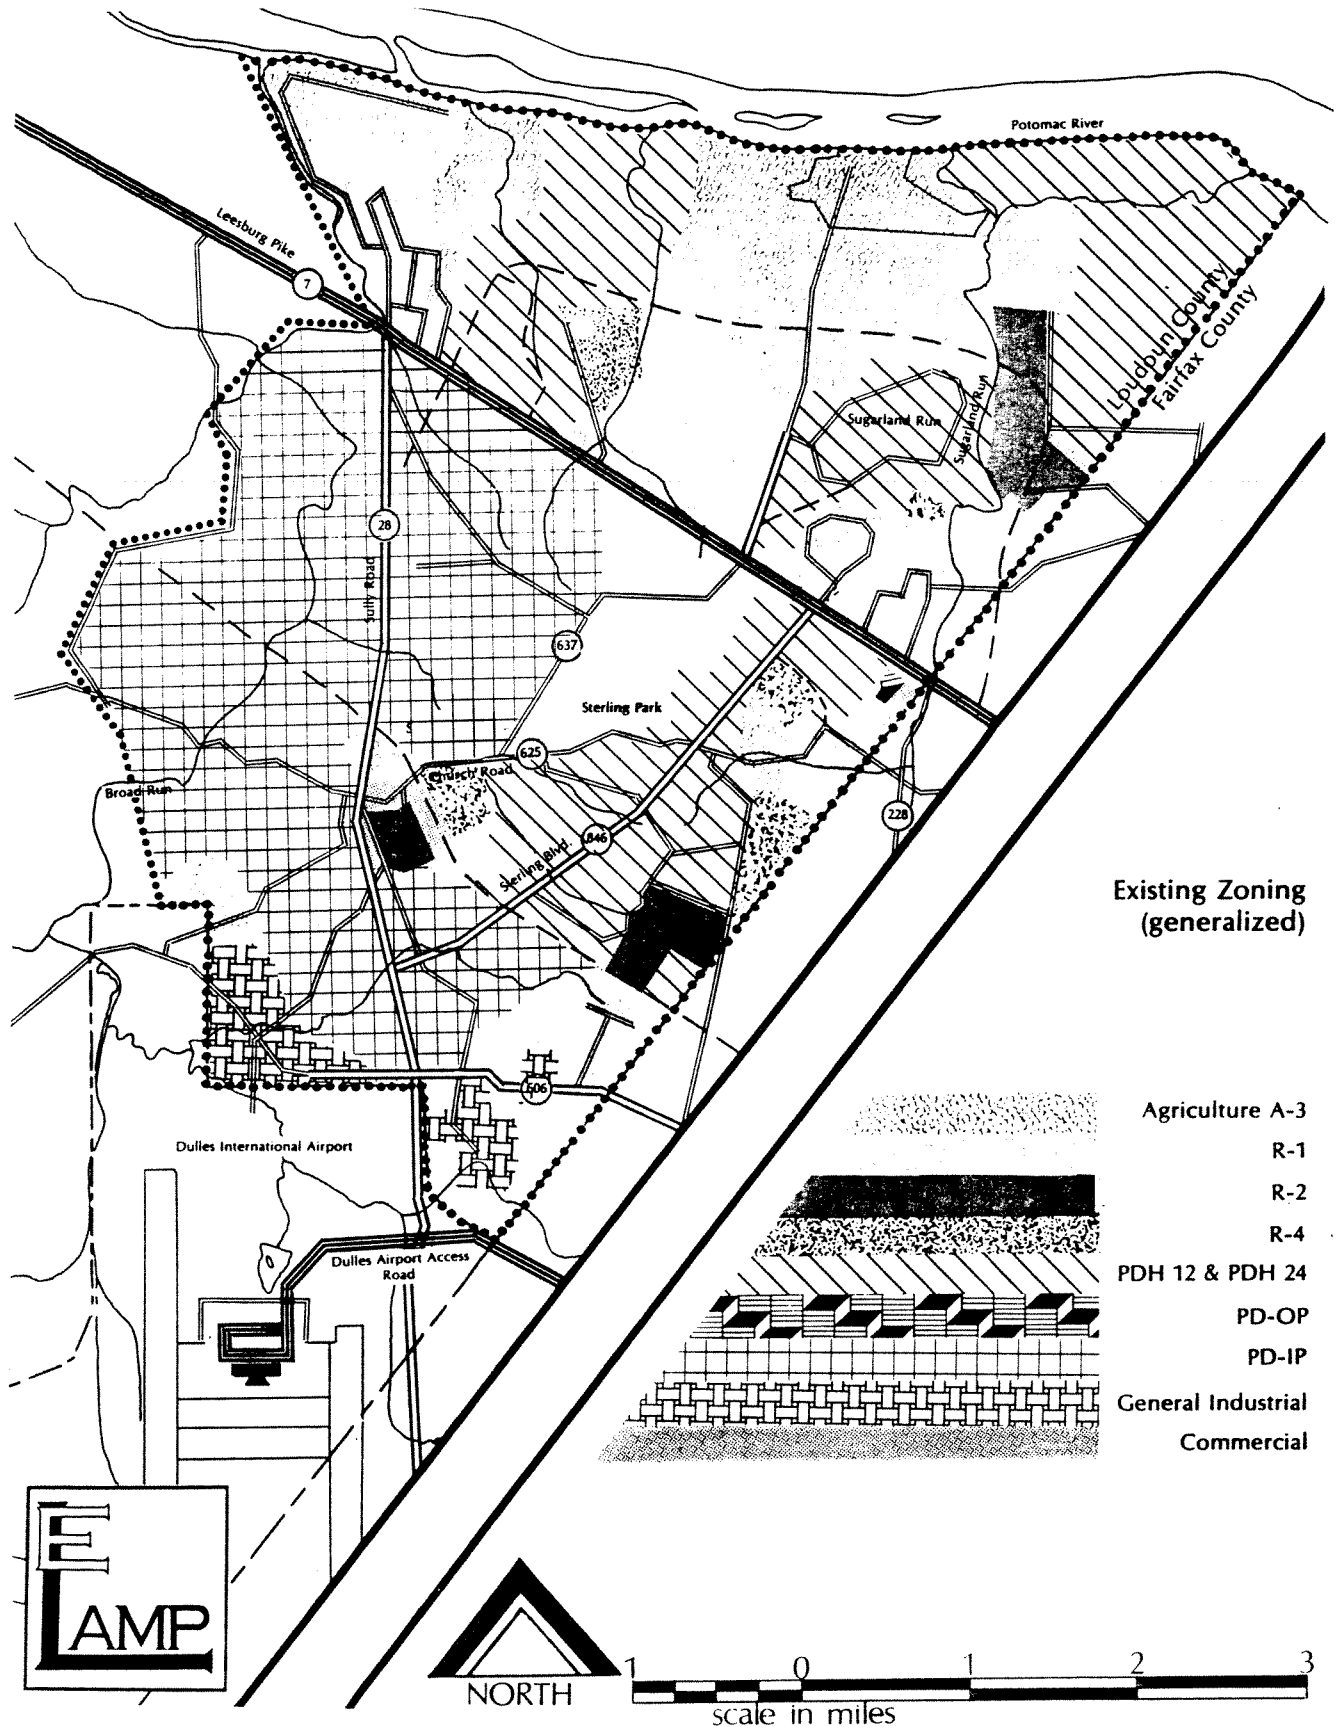 Potomac River
Leesburg Pike
7
Loudoun County
Fairfax County
Sugarland Run
Sugarland Run
28
Sully Road
637
Sterling Park
625
Church Road
Broad Run
846
Sterling Blvd.
228
Existing Zoning
(generalized)
606
Dulles International Airport
Dulles Airport Access
Road
Agriculture A-3
R-1
R-2
R-4
PDH 12 & PDH 24
PD-OP
PD-IP
General Industrial
Commercial
E
LAMP
NORTH
1 0 1 2 3
scale in miles